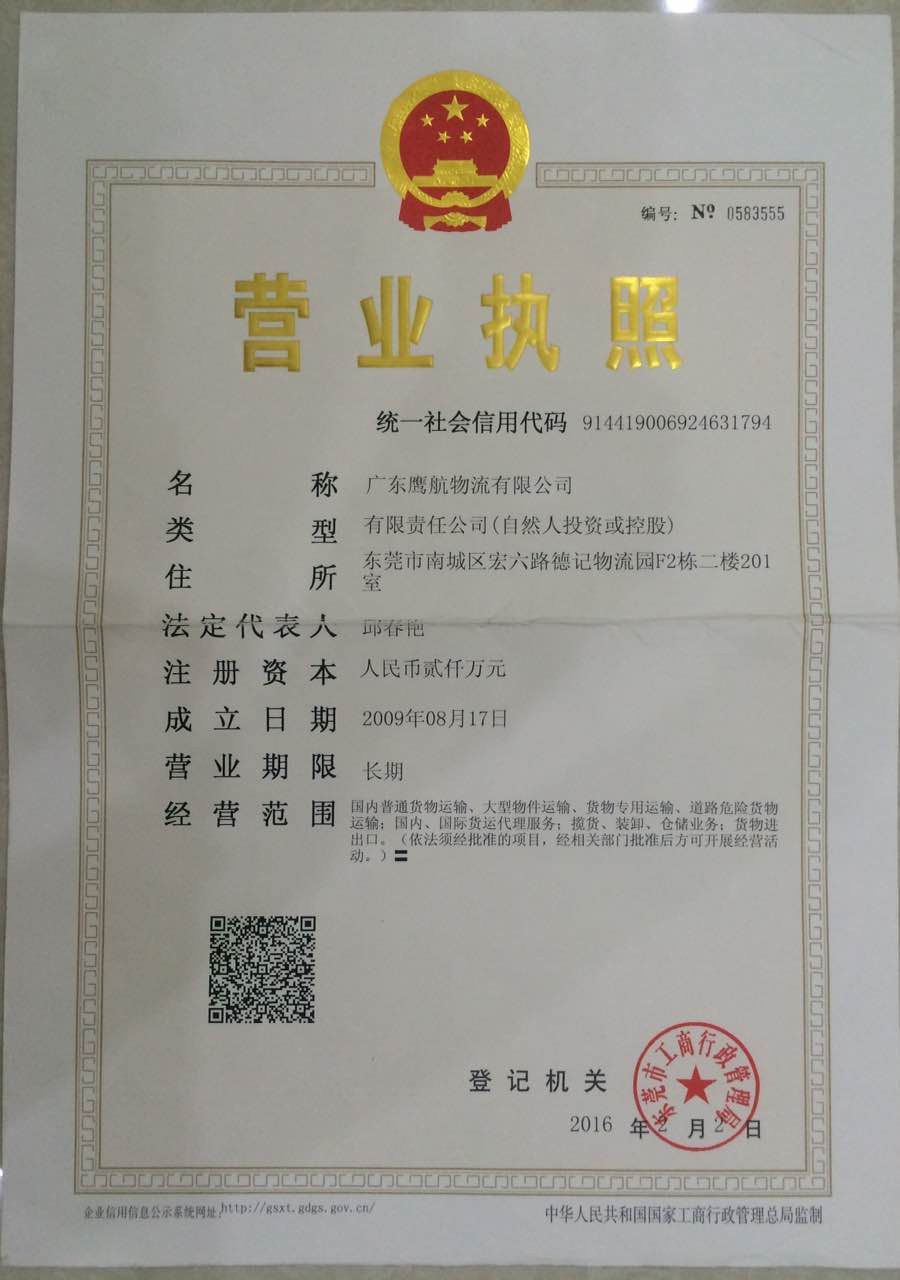 编号: № 0583555
营业执照
统一社会信用代码 914419006924631794
名称 广东鹰航物流有限公司
类型 有限责任公司(自然人投资或控股)
住所 东莞市南城区宏六路德记物流园F2栋二楼201
室
法定代表人 邱春艳
注册资本 人民币贰仟万元
成立日期 2009年08月17日
营业期限 长期
经营范围 国内普通货物运输、大型物件运输、货物专用运输、道路危险货物
运输；国内、国际货运代理服务；揽货、装卸、仓储业务；货物进
出口。（依法须经批准的项目，经相关部门批准后方可开展经营活
动。）〓
登记机关
东莞市工商行政管理局
2016 年 2 月 2 日
企业信用信息公示系统网址: http://gsxt.gdgs.gov.cn/
中华人民共和国国家工商行政管理总局监制